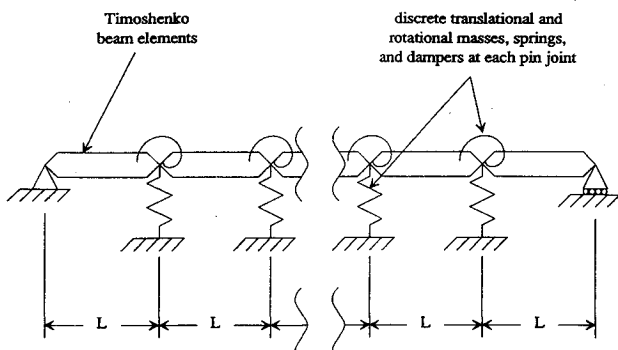 Timoshenko
beam elements
discrete translational and
rotational masses, springs,
and dampers at each pin joint
L
L
L
L